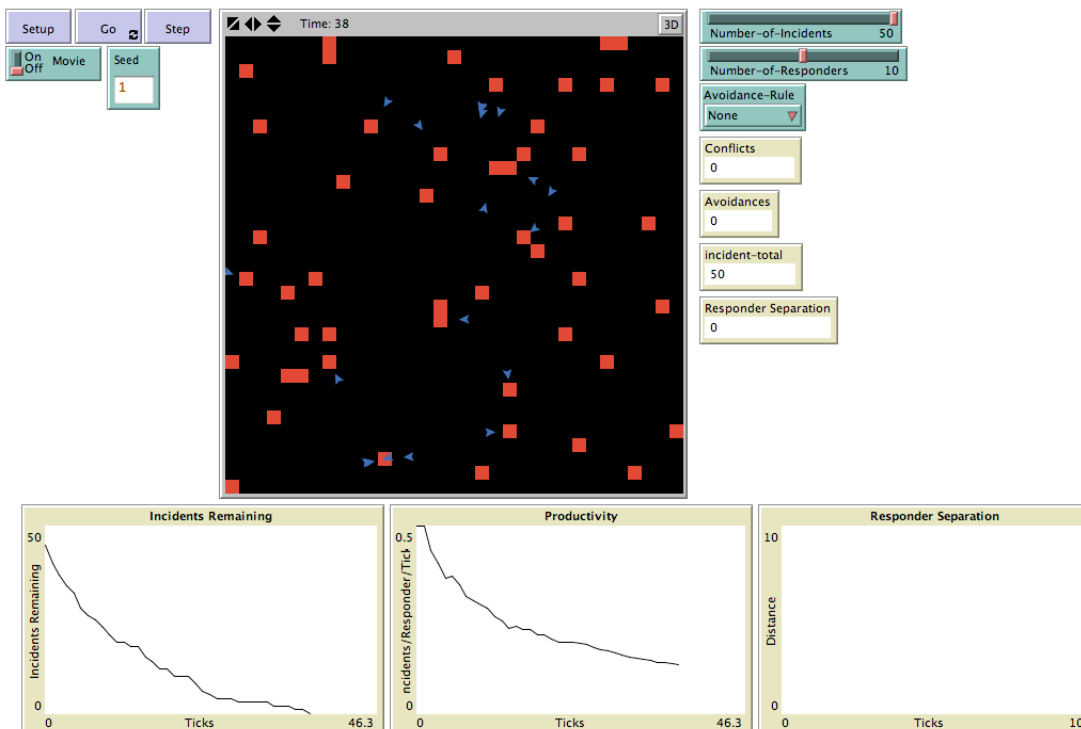 Setup
Go
Step
On
Off
Movie
Seed
1
Time: 38
3D
Number-of-Incidents 50
Number-of-Responders 10
Avoidance-Rule
None
Conflicts
0
Avoidances
0
incident-total
50
Responder Separation
0
Incidents Remaining
50
Incidents Remaining
0
0
Ticks
46.3
Productivity
0.5
ncidents/Responder/Tick
0
0
Ticks
46.3
Responder Separation
10
Distance
0
0
Ticks
10